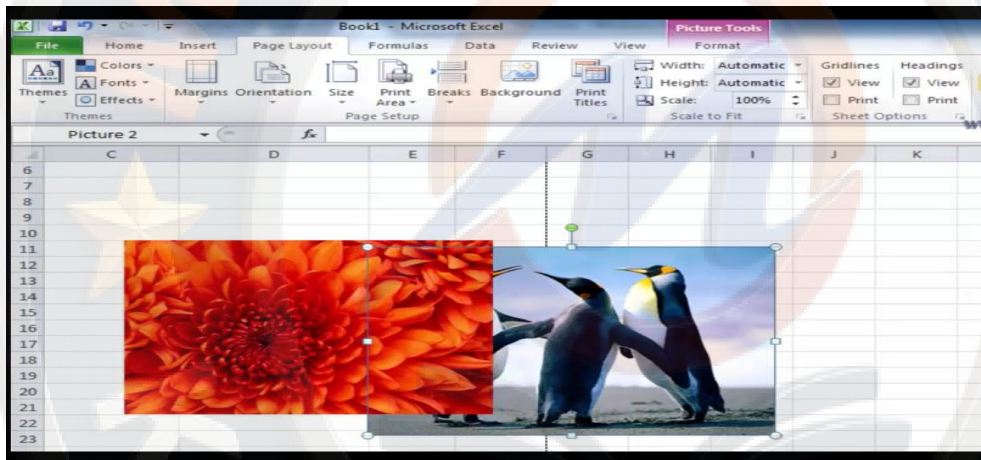 Book1 - Microsoft Excel
Picture Tools
File Home Insert Page Layout Formulas Data Review View Format
Aa Colors Width: Automatic Gridlines Headings
A Fonts Height: Automatic View View
Themes Effects Margins Orientation Size Print Area Breaks Background Print Titles Scale: 100% Print Print
Themes Page Setup Scale to Fit Sheet Options
Picture 2 fx
C D E F G H I J K
6
7
8
9
10
11
12
13
14
15
16
17
18
19
20
21
22
23